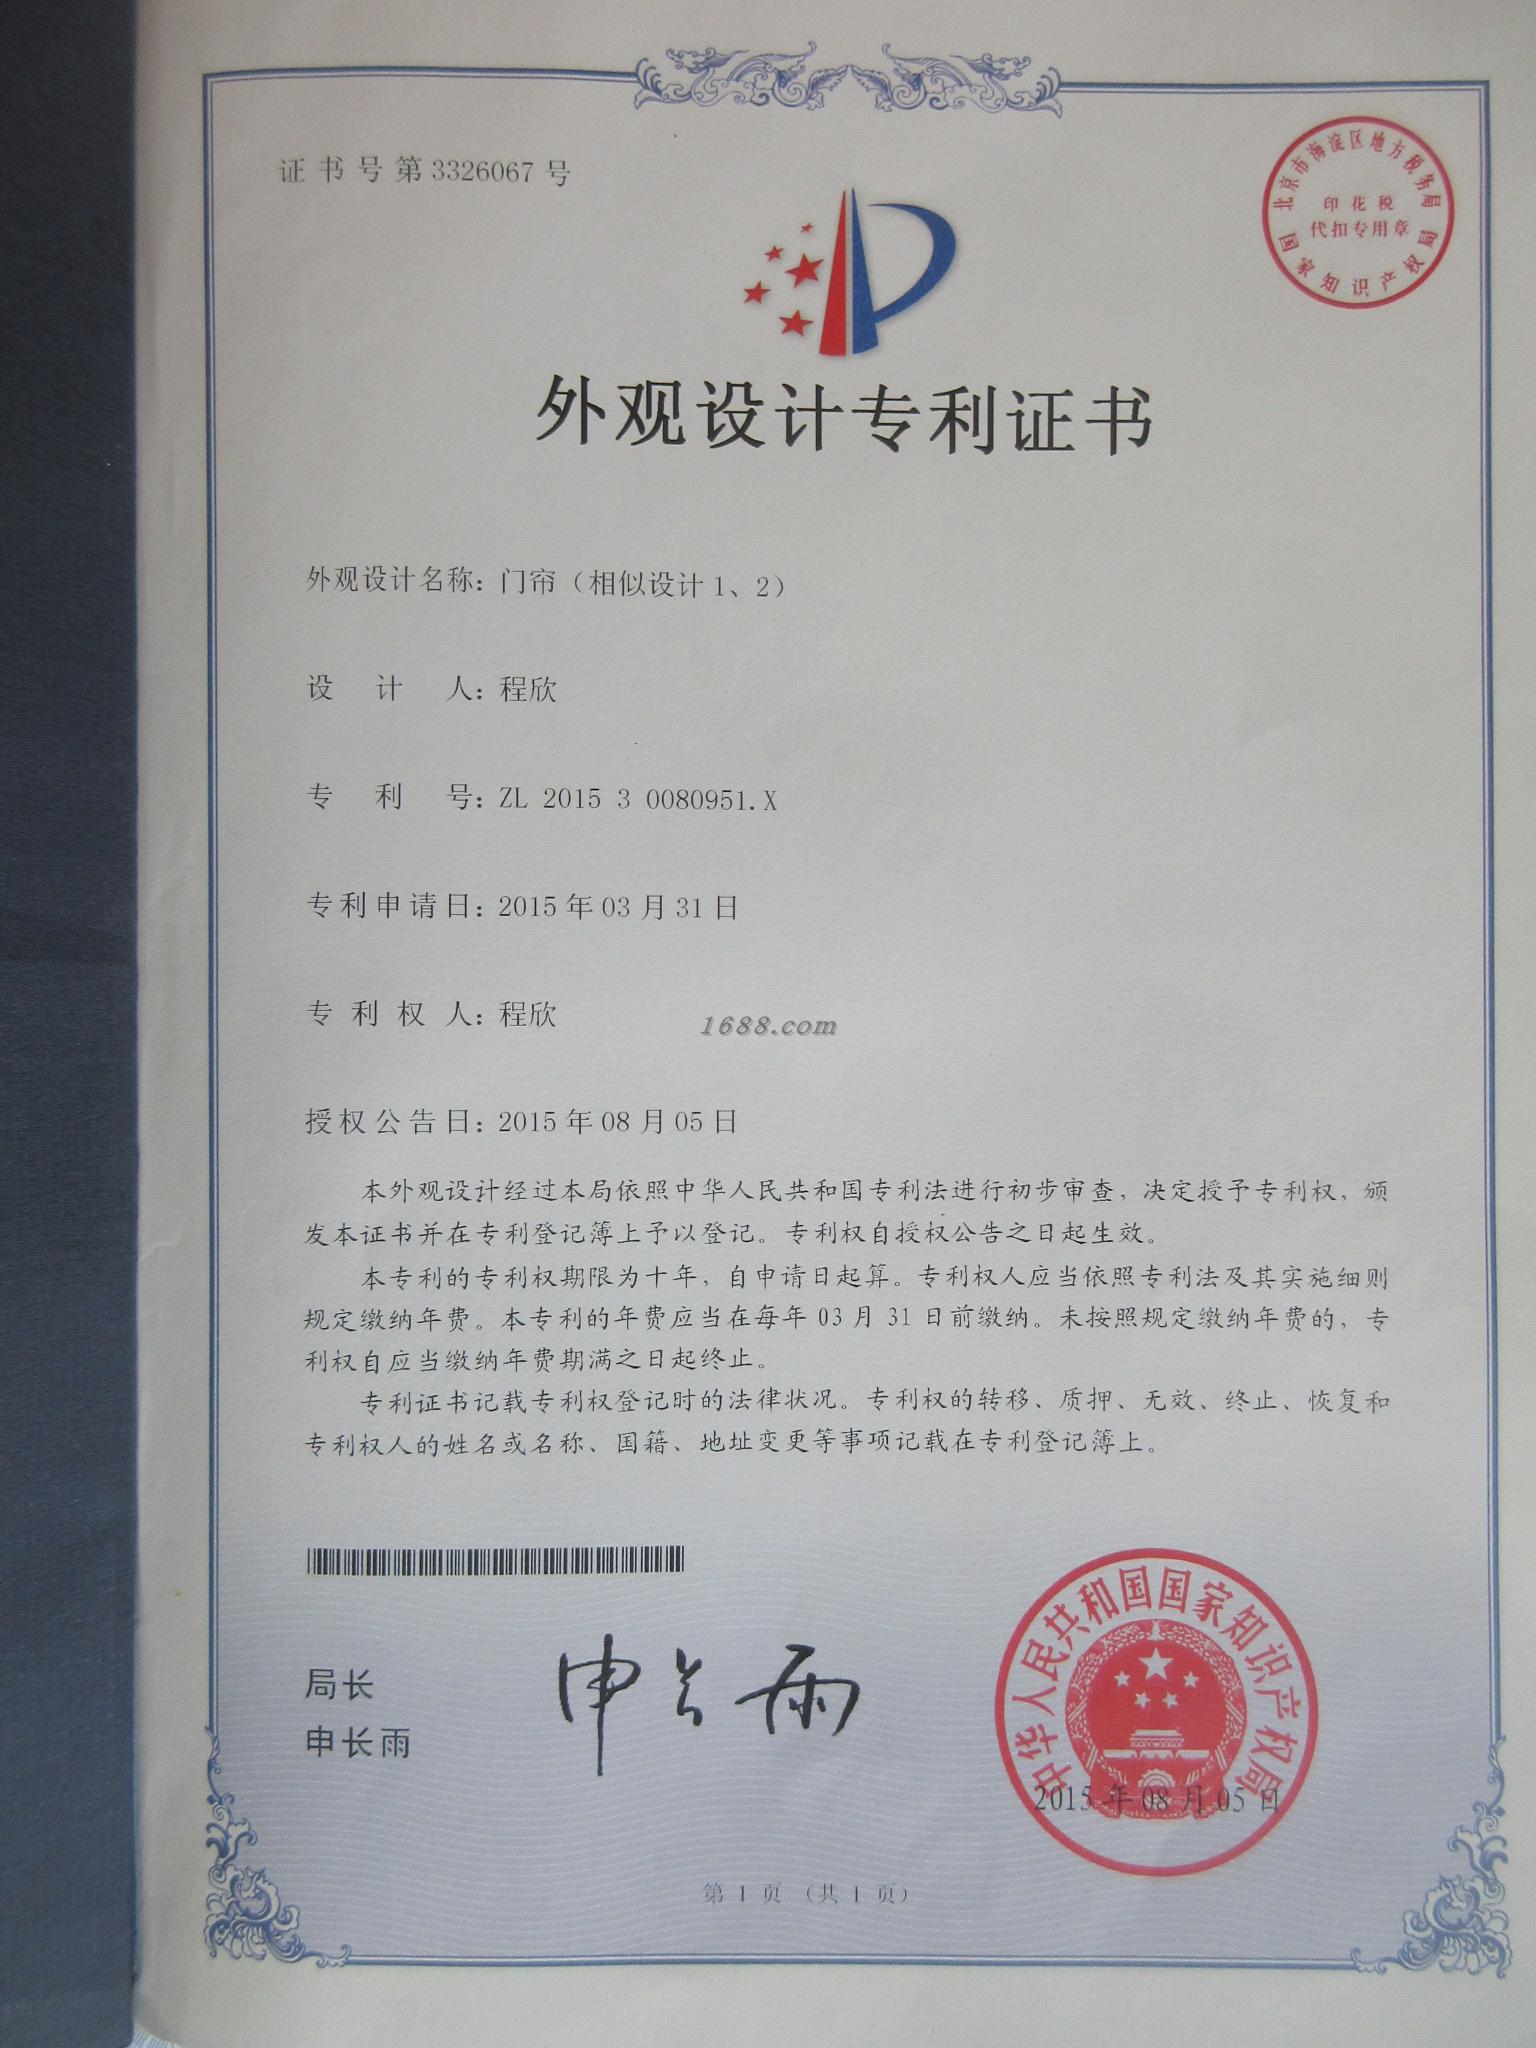 证书号第3326067号
北京市海淀区地方税务局
印花税
代扣专用章
国家知识产权局
外观设计专利证书
外观设计名称：门帘（相似设计1、2）
设计人：程欣
专利号：ZL 2015 3 0080951.X
专利申请日：2015年03月31日
专利权人：程欣
1688.com
授权公告日：2015年08月05日
本外观设计经过本局依照中华人民共和国专利法进行初步审查，决定授予专利权，颁
发本证书并在专利登记簿上予以登记。专利权自授权公告之日起生效。
本专利的专利权期限为十年，自申请日起算。专利权人应当依照专利法及其实施细则
规定缴纳年费。本专利的年费应当在每年03月31日前缴纳。未按照规定缴纳年费的，专
利权自应当缴纳年费期满之日起终止。
专利证书记载专利权登记时的法律状况。专利权的转移、质押、无效、终止、恢复和
专利权人的姓名或名称、国籍、地址变更等事项记载在专利登记簿上。
局长
申长雨
申长雨
中华人民共和国国家知识产权局
2015年08月05日
第1页（共1页）